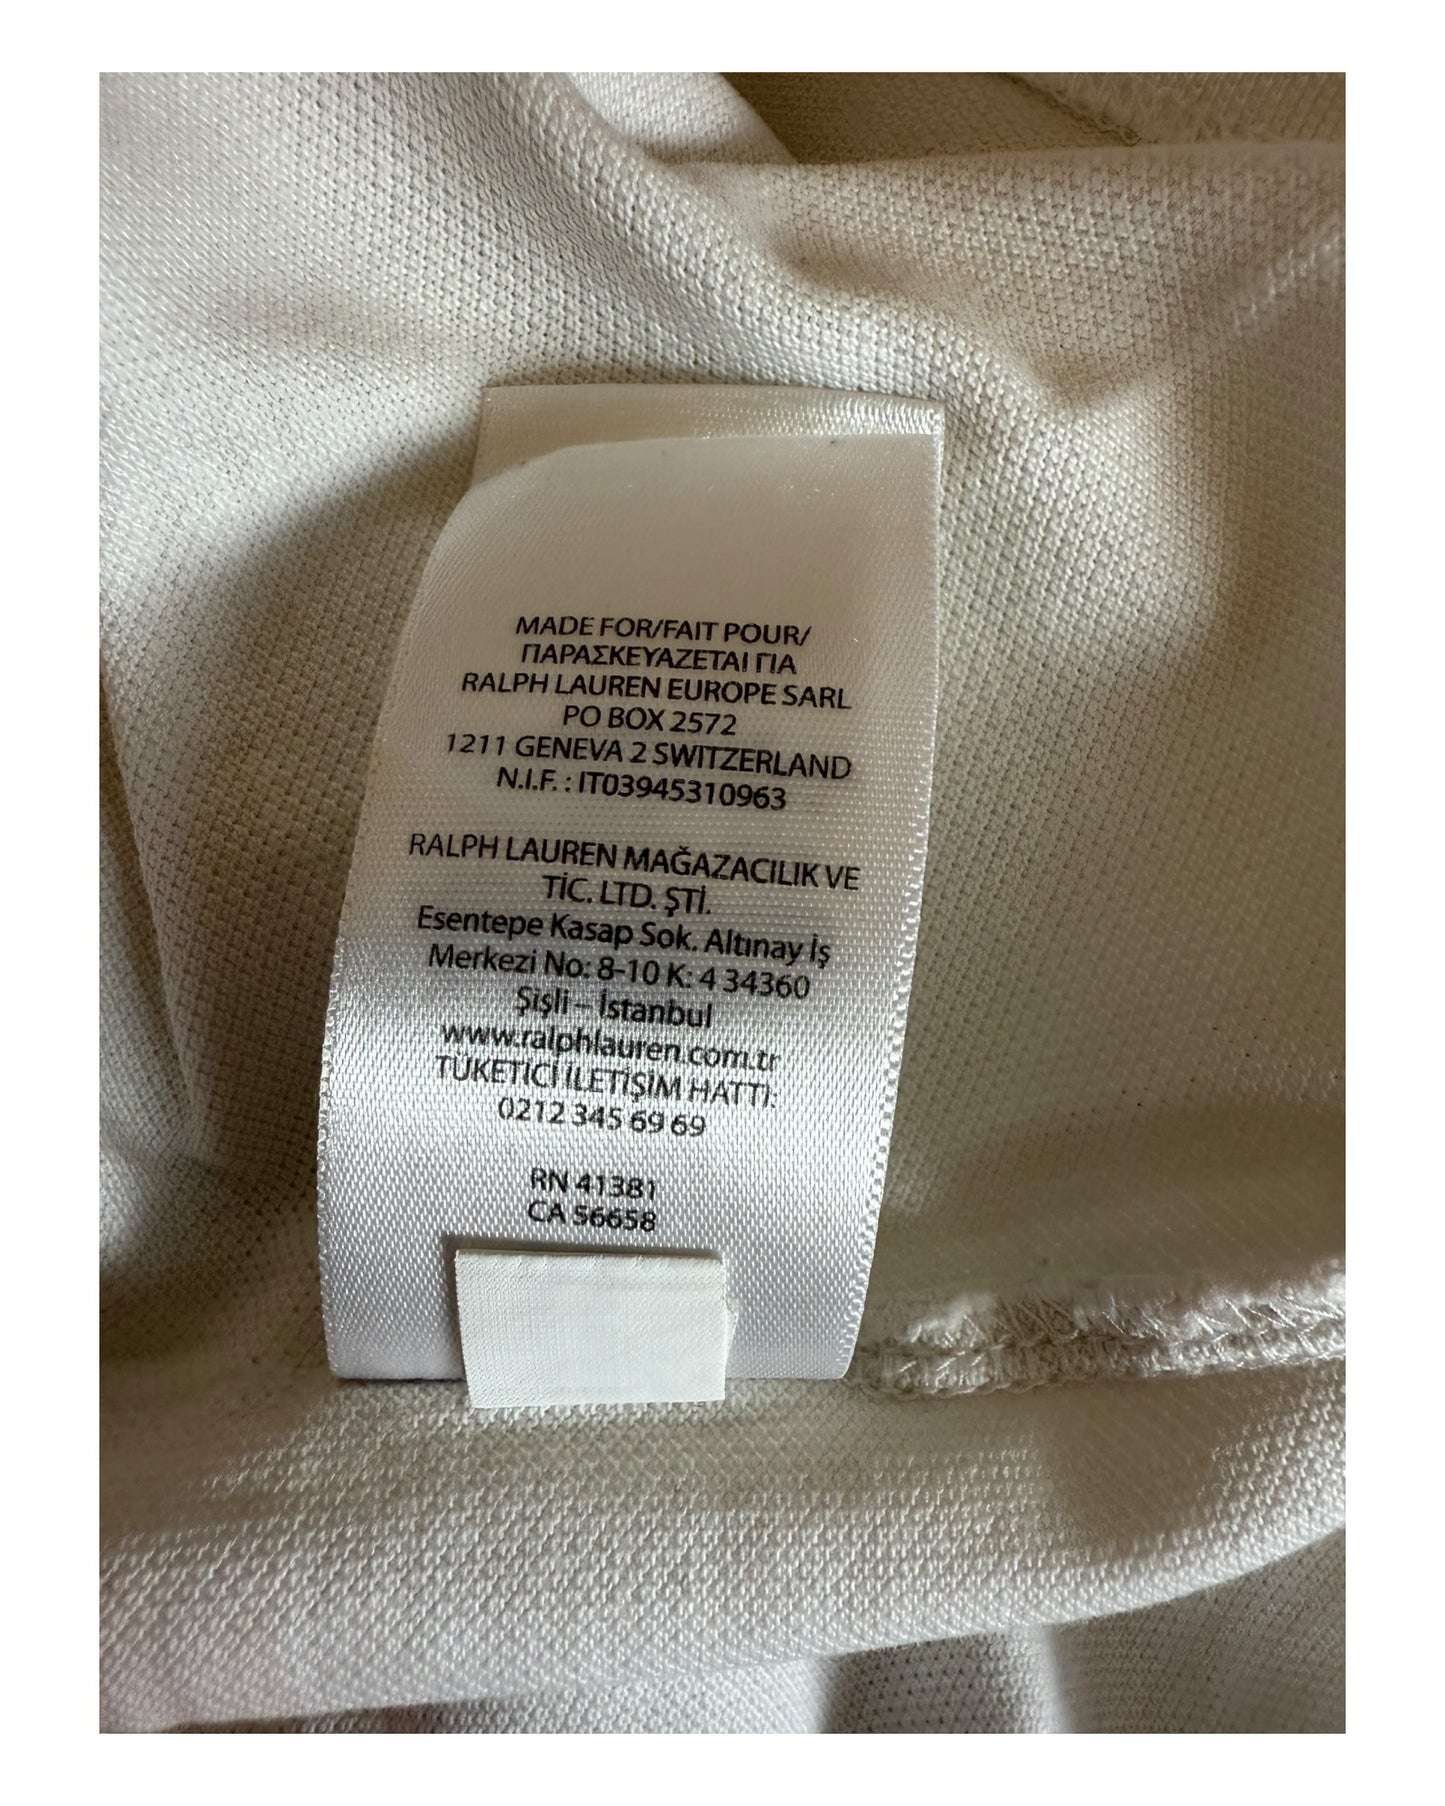 MADE FOR/FAIT POUR/
ΠΑΡΑΣΚΕΥΑΖΕΤΑΙ ΓΙΑ
RALPH LAUREN EUROPE SARL
PO BOX 2572
1211 GENEVA 2 SWITZERLAND
N.I.F. : IT03945310963
RALPH LAUREN MAĞAZACILIK VE
TİC. LTD. ŞTİ.
Esentepe Kasap Sok. Altınay İş
Merkezi No: 8-10 K: 4 34360
Şişli – İstanbul
www.ralphlauren.com.tr
TÜKETİCİ İLETİŞİM HATTI:
0212 345 69 69
RN 41381
CA 56658